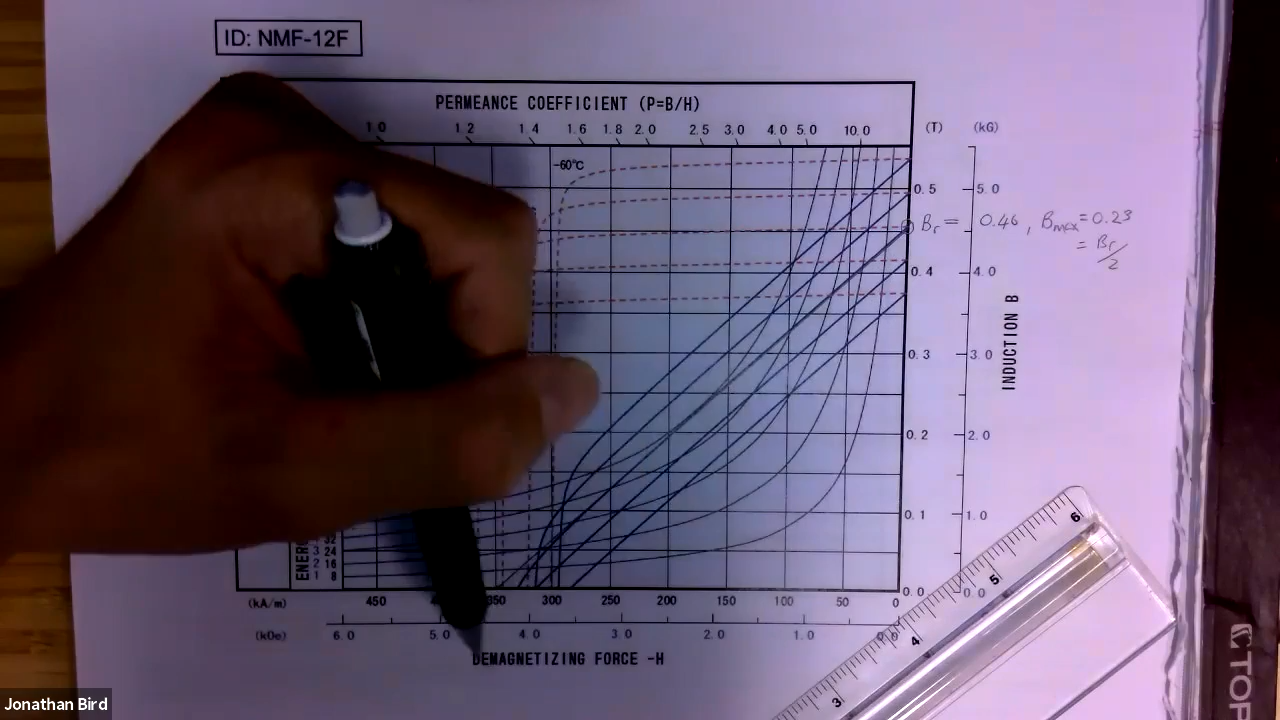 ID: NMF-12F
PERMEANCE COEFFICIENT (P=B/H)
1.0 1.2 1.4 1.6 1.8 2.0 2.5 3.0 4.0 5.0 10.0 (T) (kG)
-60℃
0.5 5.0
Br = 0.46, Bmax = 0.23
= Br/2
0.4 4.0
INDUCTION B
0.3 3.0
0.2 2.0
0.1 1.0
32
3 24
2 16
1 8
0.0 0.0
(kA/m) 450 350 300 250 200 150 100 50 0
(kOe) 6.0 5.0 4.0 3.0 2.0 1.0 0.0
DEMAGNETIZING FORCE -H
3 4 5 6
Jonathan Bird